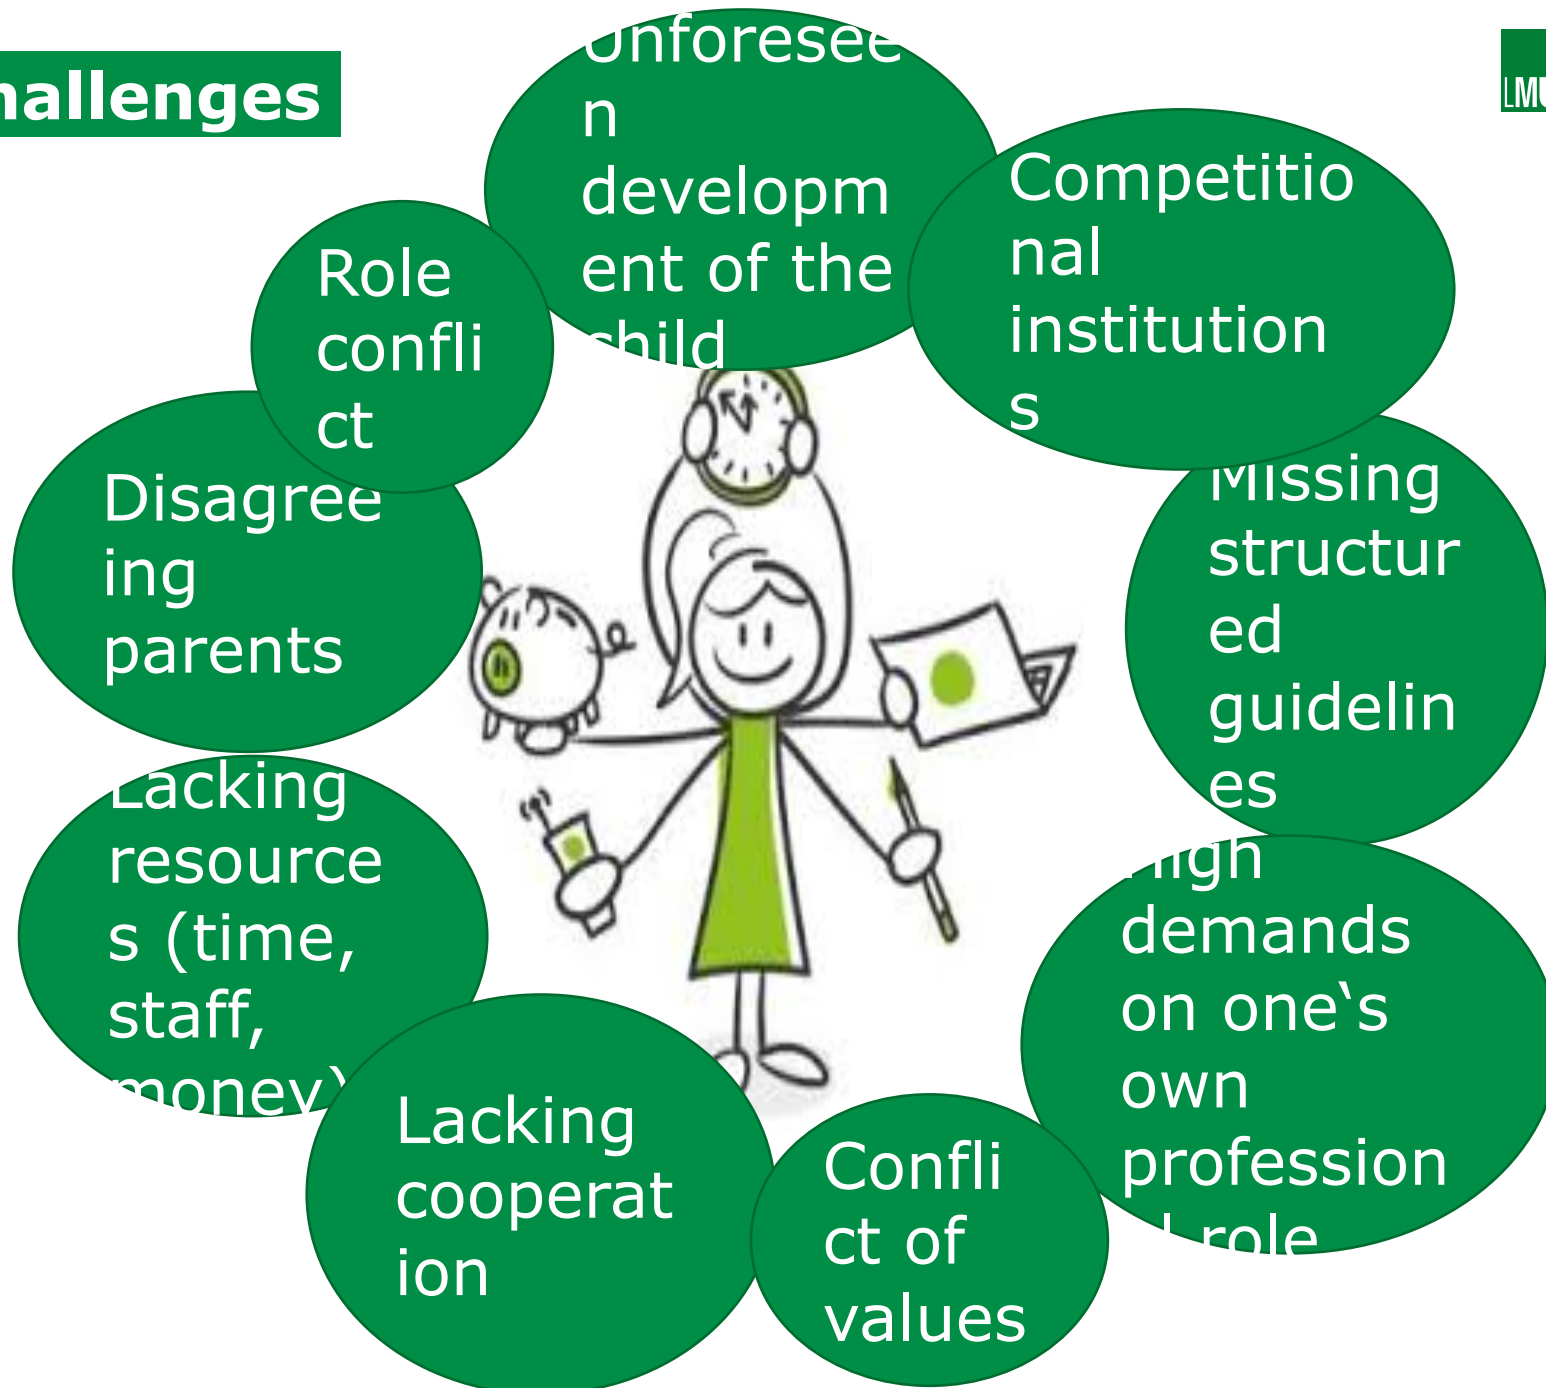 hallenges
LMU
Unforesee
n
developm
ent of the
child
Competitio
nal
institution
s
Role
confli
ct
Disagree
ing
parents
Missing
structur
ed
guidelin
es
Lacking
resource
s (time,
staff,
money)
High
demands
on one‘s
own
profession
al role
Lacking
cooperat
ion
Confli
ct of
values